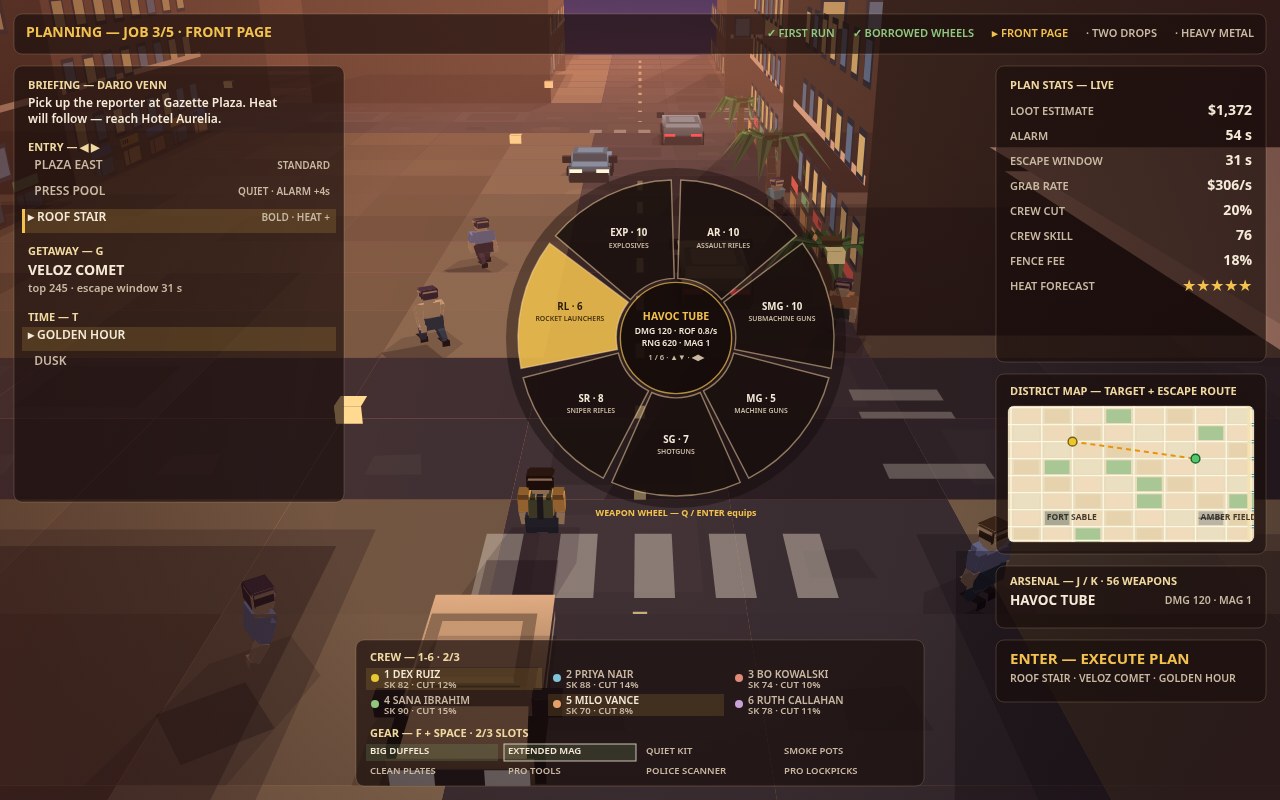 PLANNING — JOB 3/5 · FRONT PAGE
✓ FIRST RUN ✓ BORROWED WHEELS ▸ FRONT PAGE · TWO DROPS · HEAVY METAL
BRIEFING — DARIO VENN
Pick up the reporter at Gazette Plaza. Heat
will follow — reach Hotel Aurelia.
ENTRY — ◀ ▶
PLAZA EAST STANDARD
PRESS POOL QUIET · ALARM +4s
▸ ROOF STAIR BOLD · HEAT +
GETAWAY — G
VELOZ COMET
top 245 · escape window 31 s
TIME — T
▸ GOLDEN HOUR
DUSK
EXP · 10
EXPLOSIVES
AR · 10
ASSAULT RIFLES
RL · 6
ROCKET LAUNCHERS
SMG · 10
SUBMACHINE GUNS
HAVOC TUBE
DMG 120 · ROF 0.8/s
RNG 620 · MAG 1
1 / 6 · ▲ ▼ · ◀▶
SR · 8
SNIPER RIFLES
MG · 5
MACHINE GUNS
SG · 7
SHOTGUNS
WEAPON WHEEL — Q / ENTER equips
PLAN STATS — LIVE
LOOT ESTIMATE $1,372
ALARM 54 s
ESCAPE WINDOW 31 s
GRAB RATE $306/s
CREW CUT 20%
CREW SKILL 76
FENCE FEE 18%
HEAT FORECAST ★★★★★
DISTRICT MAP — TARGET + ESCAPE ROUTE
FORT SABLE
AMBER FIELD
ARSENAL — J / K · 56 WEAPONS
HAVOC TUBE DMG 120 · MAG 1
ENTER — EXECUTE PLAN
ROOF STAIR · VELOZ COMET · GOLDEN HOUR
CREW — 1-6 · 2/3
1 DEX RUIZ 2 PRIYA NAIR 3 BO KOWALSKI
SK 82 · CUT 12% SK 88 · CUT 14% SK 74 · CUT 10%
4 SANA IBRAHIM 5 MILO VANCE 6 RUTH CALLAHAN
SK 90 · CUT 15% SK 70 · CUT 8% SK 78 · CUT 11%
GEAR — F + SPACE · 2/3 SLOTS
BIG DUFFELS EXTENDED MAG QUIET KIT SMOKE POTS
CLEAN PLATES PRO TOOLS POLICE SCANNER PRO LOCKPICKS